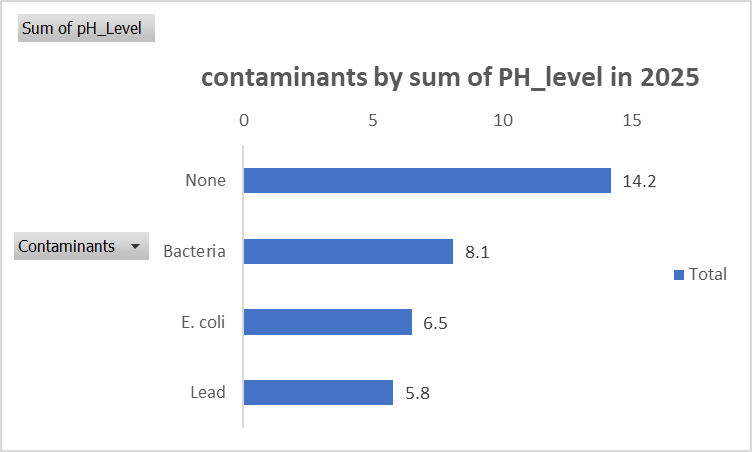 Sum of pH_Level
contaminants by sum of PH_level in 2025
0 5 10 15
None 14.2
Contaminants
Bacteria 8.1
Total
E. coli 6.5
Lead 5.8